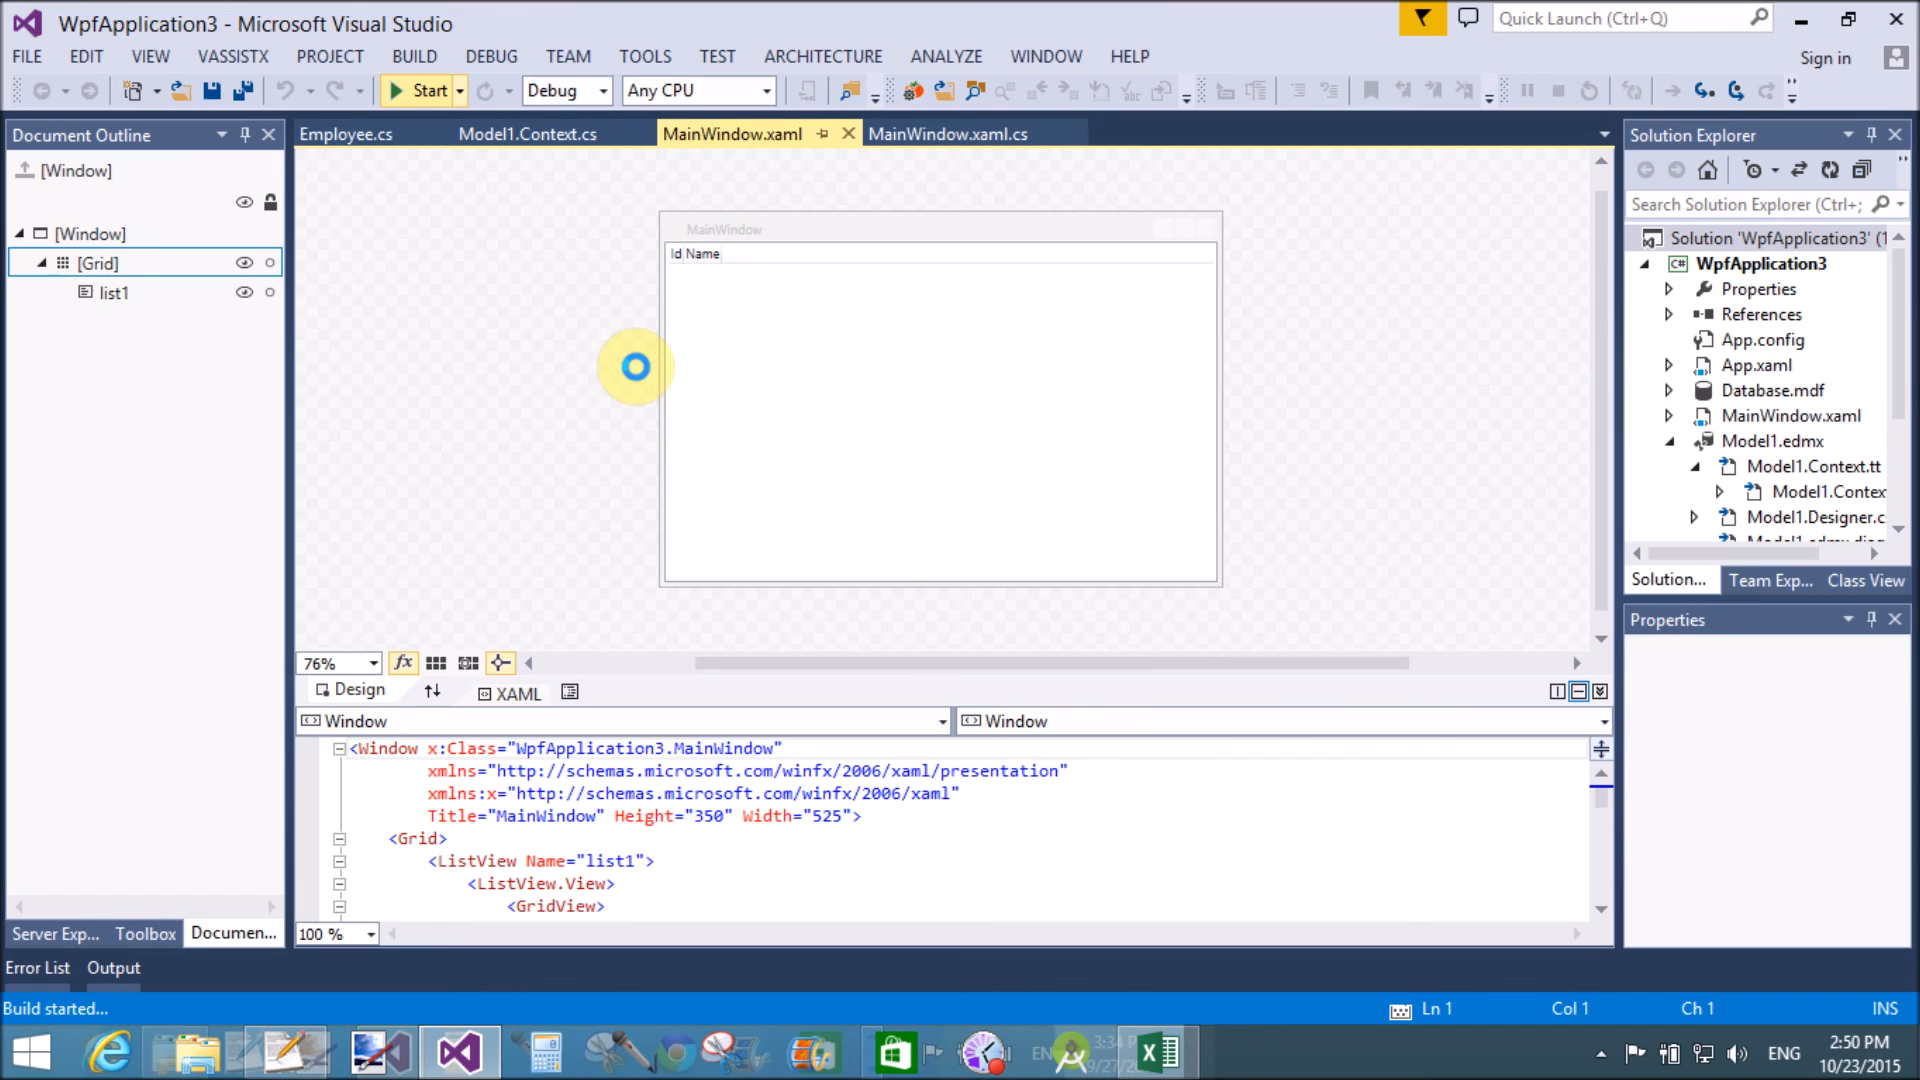 WpfApplication3 - Microsoft Visual Studio
Quick Launch (Ctrl+Q)
FILE EDIT VIEW VASSISTX PROJECT BUILD DEBUG TEAM TOOLS TEST ARCHITECTURE ANALYZE WINDOW HELP
Sign in
Start Debug Any CPU
Document Outline
[Window]
[Window]
[Grid]
list1
Employee.cs Model1.Context.cs MainWindow.xaml MainWindow.xaml.cs
MainWindow
Id Name
76%
Design XAML
Window Window
<Window x:Class="WpfApplication3.MainWindow"
xmlns="http://schemas.microsoft.com/winfx/2006/xaml/presentation"
xmlns:x="http://schemas.microsoft.com/winfx/2006/xaml"
Title="MainWindow" Height="350" Width="525">
<Grid>
<ListView Name="list1">
<ListView.View>
<GridView>
100 %
Solution Explorer
Search Solution Explorer (Ctrl+;
Solution 'WpfApplication3' (1
C# WpfApplication3
Properties
References
App.config
App.xaml
Database.mdf
MainWindow.xaml
Model1.edmx
Model1.Context.tt
Model1.Contex
Model1.Designer.c
Solution... Team Exp... Class View
Properties
Server Exp... Toolbox Documen...
Error List Output
Build started...
Ln 1 Col 1 Ch 1 INS
ENG
2:50 PM
10/23/2015